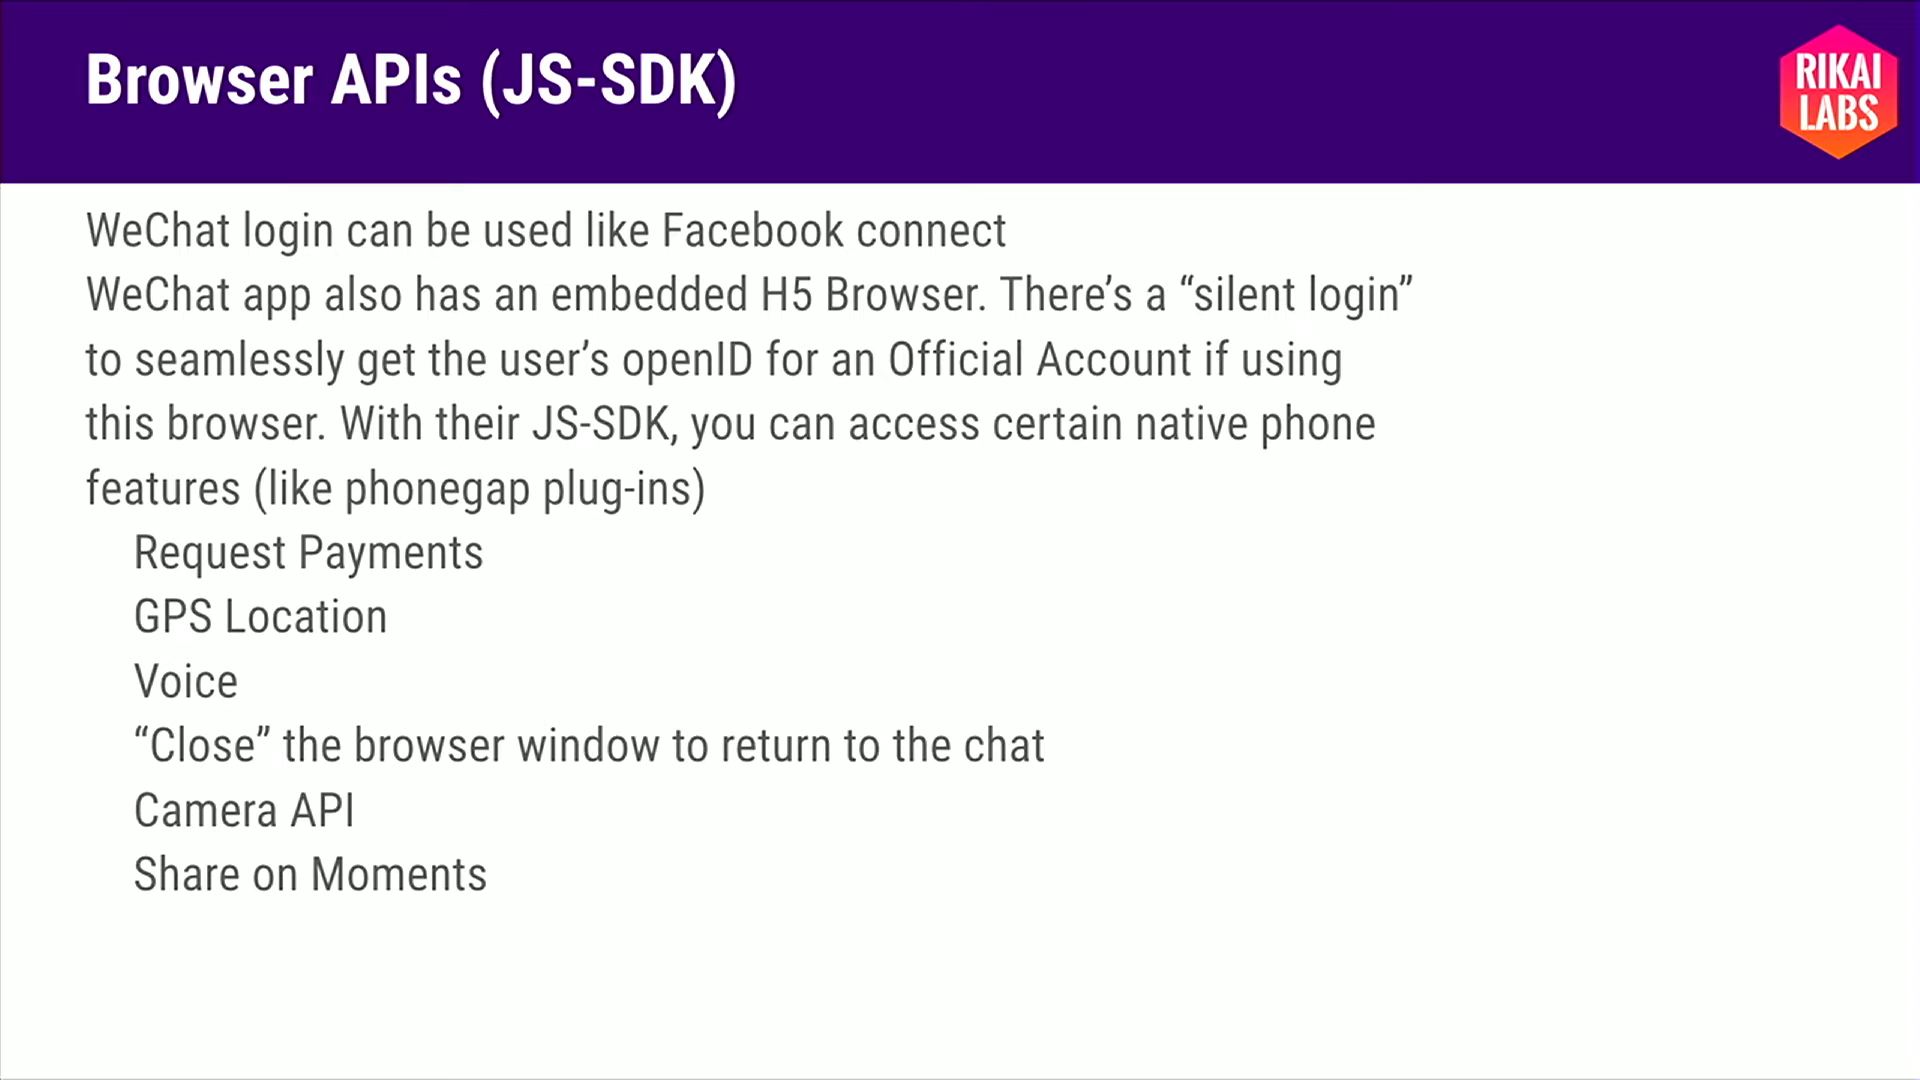 Browser APIs (JS-SDK)
RIKAI
LABS
WeChat login can be used like Facebook connect
WeChat app also has an embedded H5 Browser. There’s a “silent login”
to seamlessly get the user’s openID for an Official Account if using
this browser. With their JS-SDK, you can access certain native phone
features (like phonegap plug-ins)
Request Payments
GPS Location
Voice
“Close” the browser window to return to the chat
Camera API
Share on Moments